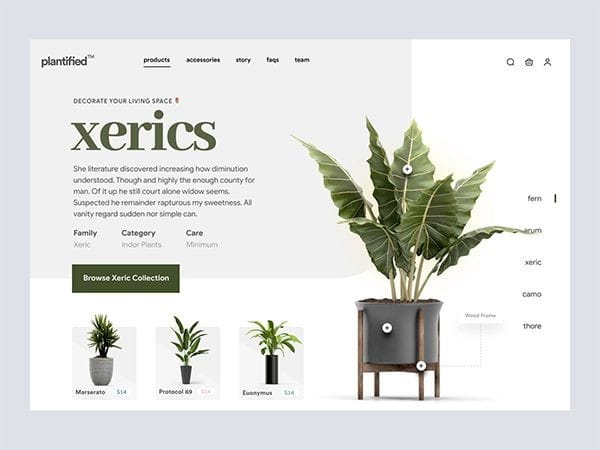 plantified™
products accessories story faqs team
DECORATE YOUR LIVING SPACE
xerics
She literature discovered increasing how diminution
understood. Though and highly the enough county for
man. Of it up he still court alone widow seems.
Suspected he remainder rapturous my sweetness. All
vanity regard sudden nor simple can.
Family Category Care
Xeric Indor Plants Minimum
Browse Xeric Collection
fern
arum
xeric
camo
thore
Wood Frame
Marserato $14
Protocol 69 $14
Euonymus $14